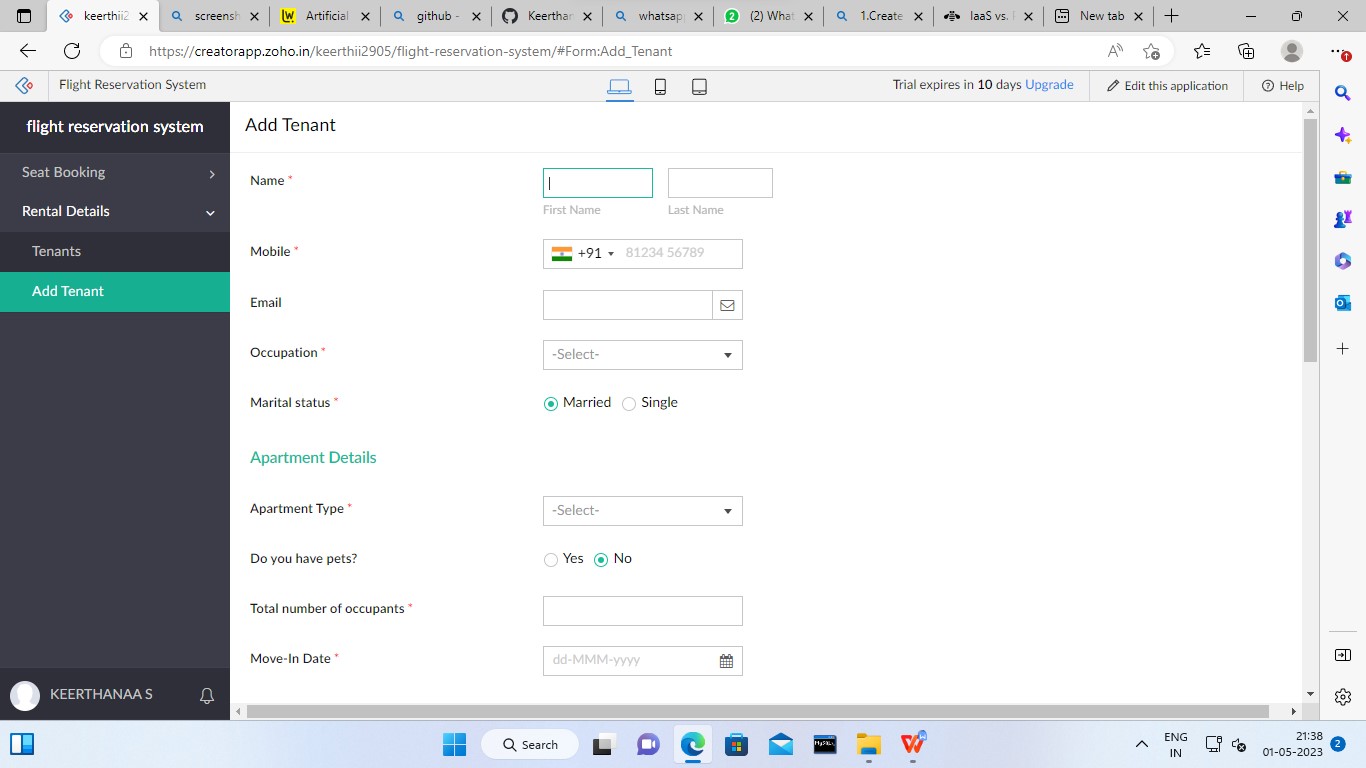 keerthii2
screensh
Artificial
github -
Keerthar
whatsap
(2) What
1.Create
IaaS vs.
New tab
https://creatorapp.zoho.in/keerthii2905/flight-reservation-system/#Form:Add_Tenant
Flight Reservation System
Trial expires in 10 days Upgrade
Edit this application
Help
flight reservation system
Seat Booking
Rental Details
Tenants
Add Tenant
KEERTHANAA S
Add Tenant
Name *
First Name
Last Name
Mobile *
+91 81234 56789
Email
Occupation *
-Select-
Marital status *
Married Single
Apartment Details
Apartment Type *
-Select-
Do you have pets?
Yes No
Total number of occupants *
Move-In Date *
dd-MMM-yyyy
Search
ENG
IN
21:38
01-05-2023
2